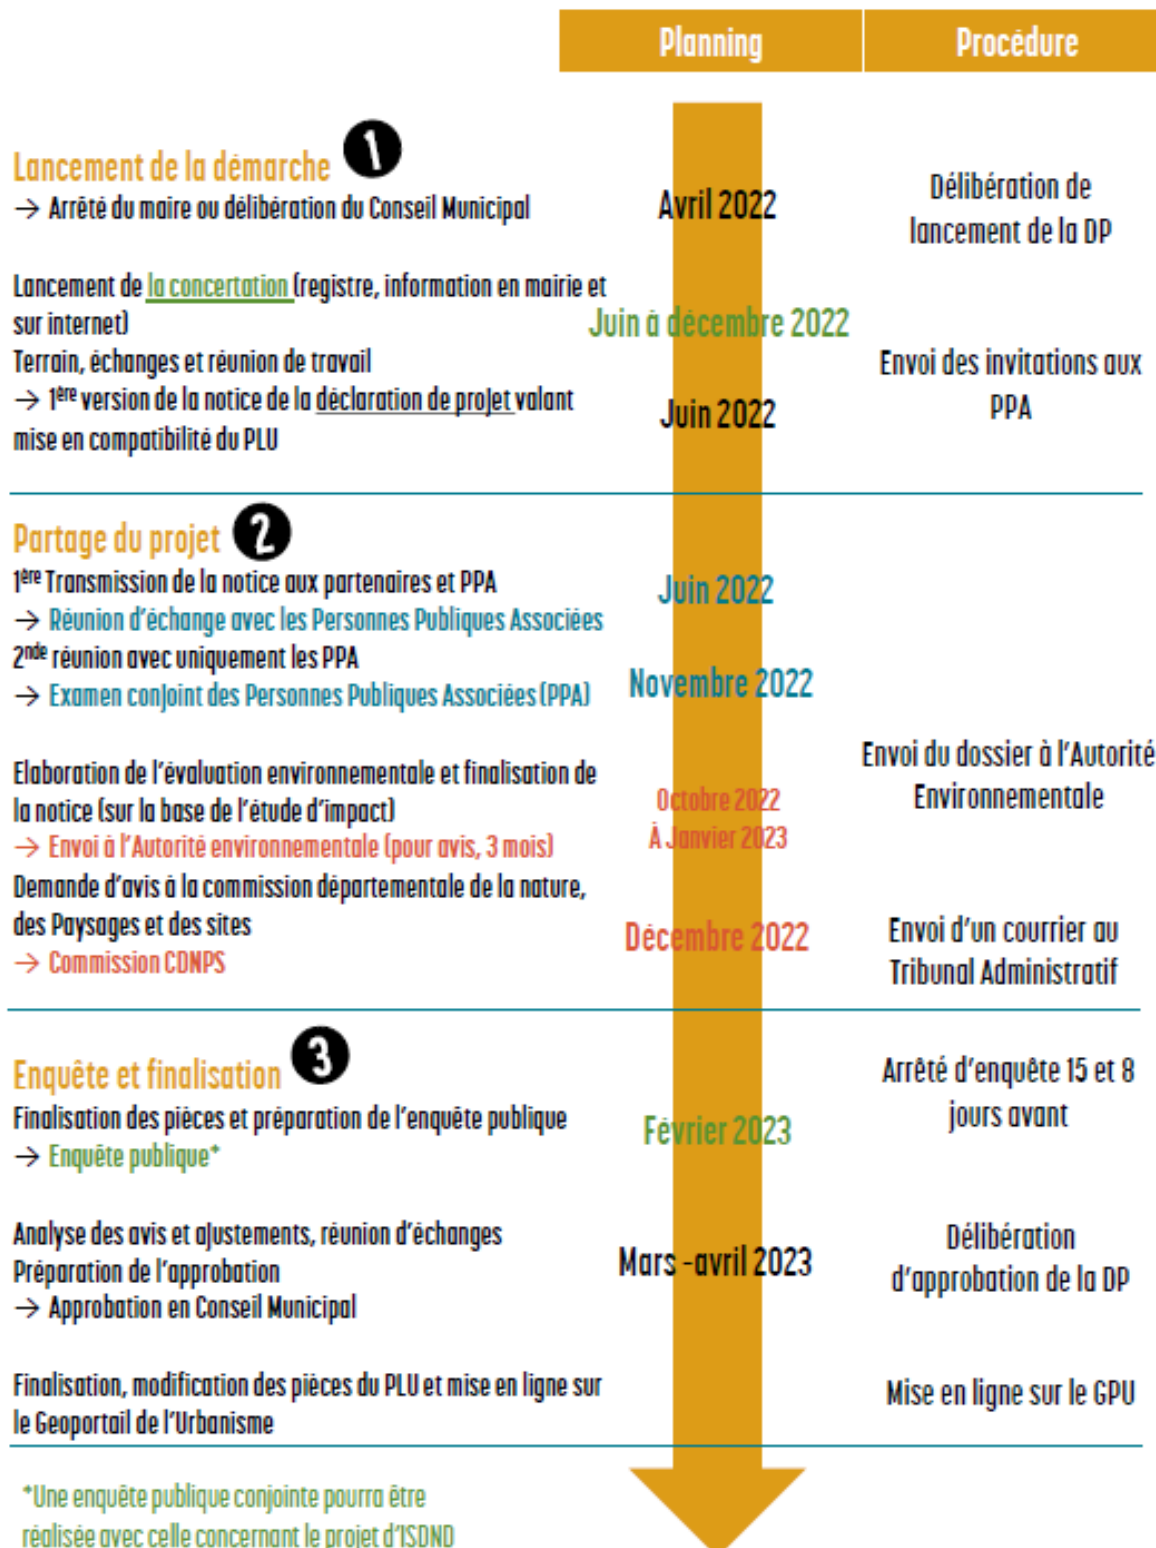 Planning
Procédure
Lancement de la démarche 1
→ Arrêté du maire ou délibération du Conseil Municipal
Avril 2022
Délibération de
lancement de la DP
Lancement de la concertation (registre, information en mairie et
sur internet)
Juin à décembre 2022
Terrain, échanges et réunion de travail
→ 1ère version de la notice de la déclaration de projet valant
mise en compatibilité du PLU
Juin 2022
Envoi des invitations aux
PPA
Partage du projet 2
1ère Transmission de la notice aux partenaires et PPA
→ Réunion d'échange avec les Personnes Publiques Associées
Juin 2022
2nde réunion avec uniquement les PPA
→ Examen conjoint des Personnes Publiques Associées (PPA)
Novembre 2022
Elaboration de l'évaluation environnementale et finalisation de
la notice (sur la base de l'étude d'impact)
→ Envoi à l'Autorité environnementale (pour avis, 3 mois)
Octobre 2022
À Janvier 2023
Envoi du dossier à l'Autorité
Environnementale
Demande d'avis à la commission départementale de la nature,
des Paysages et des sites
→ Commission CDNPS
Décembre 2022
Envoi d'un courrier au
Tribunal Administratif
Enquête et finalisation 3
Finalisation des pièces et préparation de l'enquête publique
→ Enquête publique*
Février 2023
Arrêté d'enquête 15 et 8
jours avant
Analyse des avis et ajustements, réunion d'échanges
Préparation de l'approbation
→ Approbation en Conseil Municipal
Mars -avril 2023
Délibération
d'approbation de la DP
Finalisation, modification des pièces du PLU et mise en ligne sur
le Geoportail de l'Urbanisme
Mise en ligne sur le GPU
*Une enquête publique conjointe pourra être
réalisée avec celle concernant le projet d'ISDND